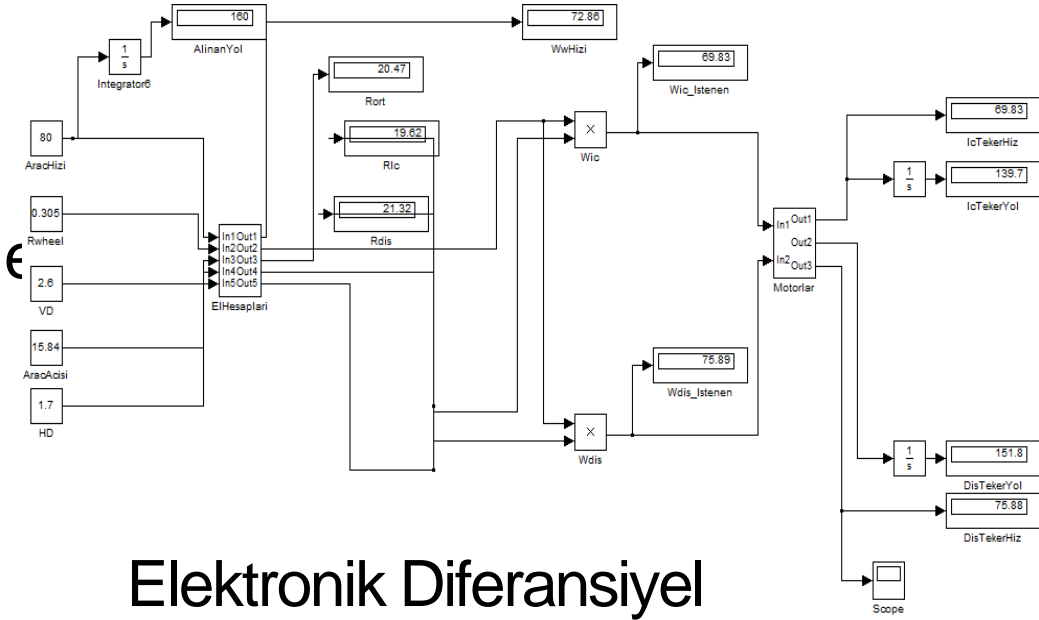 160
AlinanYol
72.86
WwHizi
1
s
Integrator6
20.47
Rort
69.83
Wic_Istenen
19.62
RIc
80
AracHizi
x
Wic
69.83
IcTekerHiz
1
s
139.7
IcTekerYol
0.305
Rwheel
21.32
Rdis
In1 Out1
In2 Out2
In3 Out3
In4 Out4
In5 Out5
ElHesaplari
In1
In2
Out1
Out2
Out3
Motorlar
e
2.6
VD
15.84
AracAcisi
1.7
HD
75.89
Wdis_Istenen
x
Wdis
1
s
151.8
DisTekerYol
75.88
DisTekerHiz
Scope
Elektronik Diferansiyel